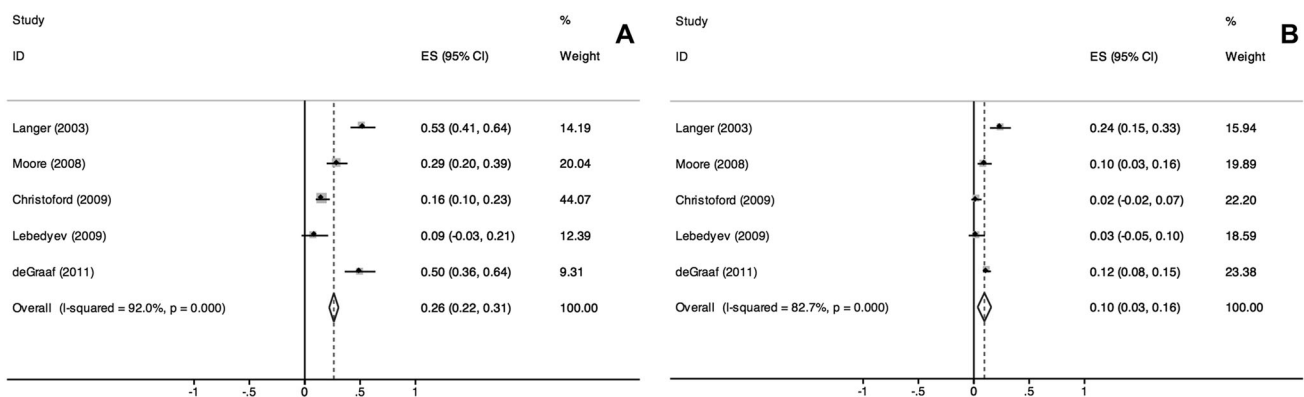 Study % A
ID ES (95% CI) Weight
Langer (2003) 0.53 (0.41, 0.64) 14.19
Moore (2008) 0.29 (0.20, 0.39) 20.04
Christoford (2009) 0.16 (0.10, 0.23) 44.07
Lebedyev (2009) 0.09 (-0.03, 0.21) 12.39
deGraaf (2011) 0.50 (0.36, 0.64) 9.31
Overall (I-squared = 92.0%, p = 0.000) 0.26 (0.22, 0.31) 100.00
-1 -.5 0 .5 1
Study % B
ID ES (95% CI) Weight
Langer (2003) 0.24 (0.15, 0.33) 15.94
Moore (2008) 0.10 (0.03, 0.16) 19.89
Christoford (2009) 0.02 (-0.02, 0.07) 22.20
Lebedyev (2009) 0.03 (-0.05, 0.10) 18.59
deGraaf (2011) 0.12 (0.08, 0.15) 23.38
Overall (I-squared = 82.7%, p = 0.000) 0.10 (0.03, 0.16) 100.00
-1 -.5 0 .5 1